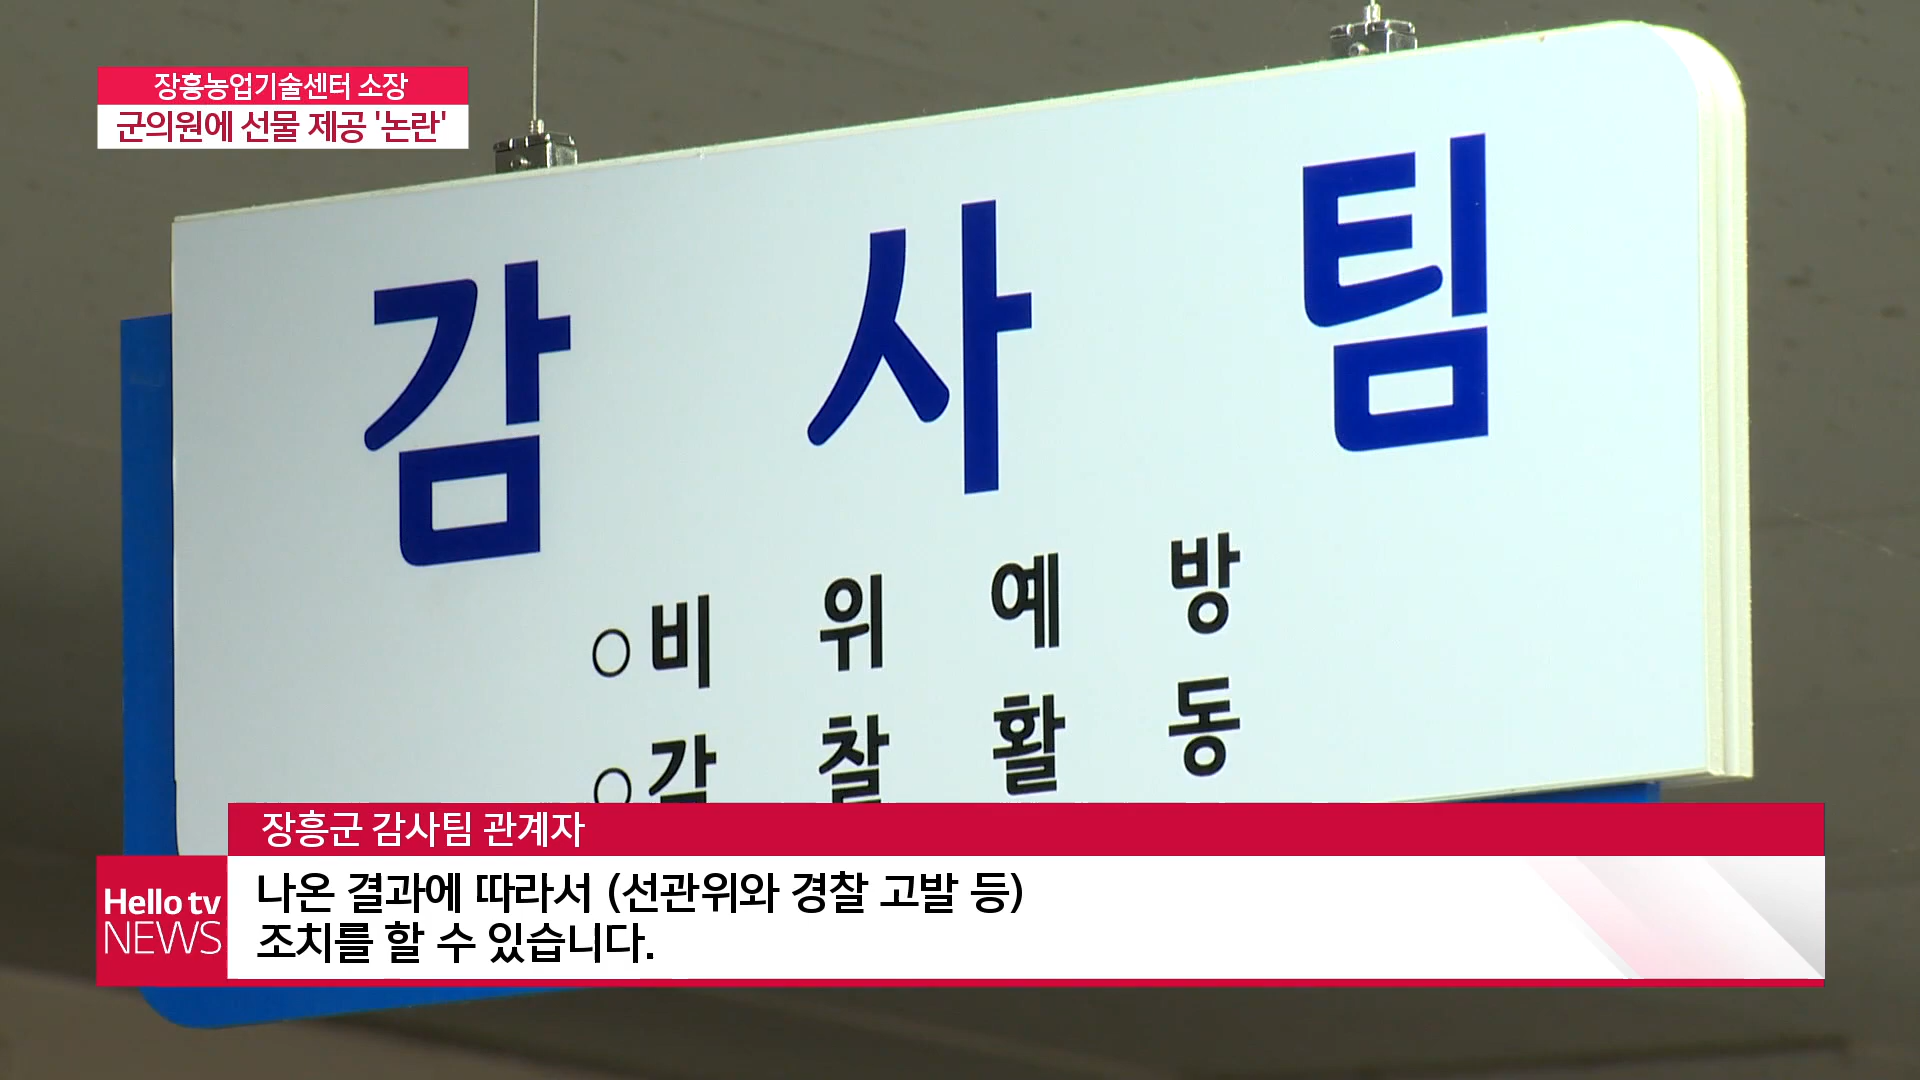 장흥농업기술센터 소장
군의원에 선물 제공 '논란'
감사팀
○비위예방
○감찰활동
장흥군 감사팀 관계자
Hello tv
NEWS
나온 결과에 따라서 (선관위와 경찰 고발 등)
조치를 할 수 있습니다.